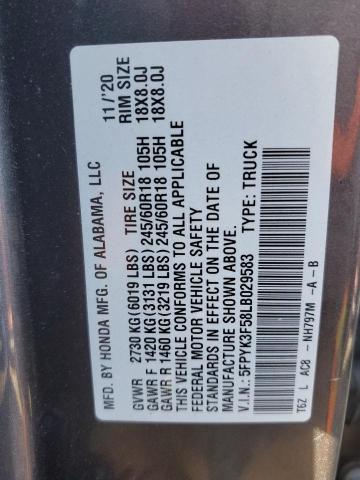 MFD. BY HONDA MFG. OF ALABAMA, LLC 11/'20
GVWR 2730 KG(6019 LBS) TIRE SIZE RIM SIZE
GAWR F 1420 KG(3131 LBS) 245/60R18 105H 18X8.0J
GAWR R 1460 KG(3219 LBS) 245/60R18 105H 18X8.0J
THIS VEHICLE CONFORMS TO ALL APPLICABLE
FEDERAL MOTOR VEHICLE SAFETY
STANDARDS IN EFFECT ON THE DATE OF
MANUFACTURE SHOWN ABOVE.
V.I.N.: 5FPYK3F58LB029583 TYPE: TRUCK
T6Z L AC8 - NH797M -A -B